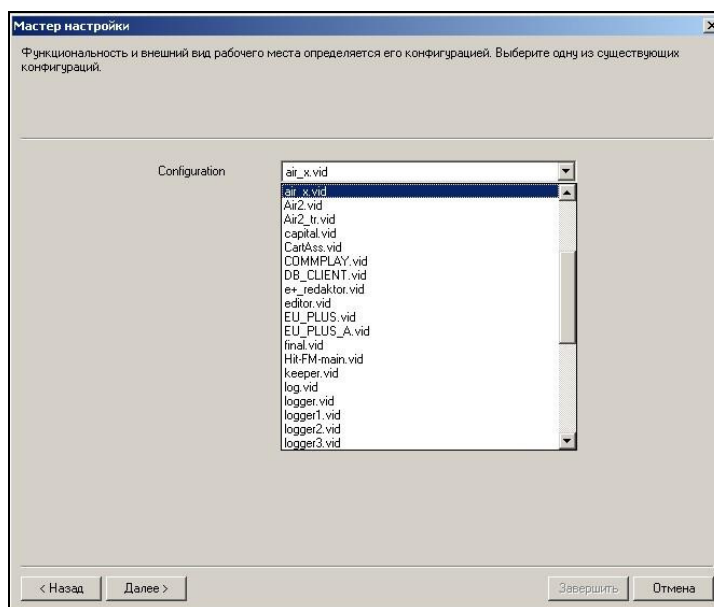 Мастер настройки
Функциональность и внешний вид рабочего места определяется его конфигурацией. Выберите одну из существующих
конфигураций.
Configuration
air_x.vid
air_x.vid
Air2.vid
Air2_tr.vid
capital.vid
CartAss.vid
COMMPLAY.vid
DB_CLIENT.vid
e+_redaktor.vid
editor.vid
EU_PLUS.vid
EU_PLUS_A.vid
final.vid
Hit-FM-main.vid
keeper.vid
log.vid
logger.vid
logger1.vid
logger2.vid
logger3.vid
< Назад Далее > Завершить Отмена